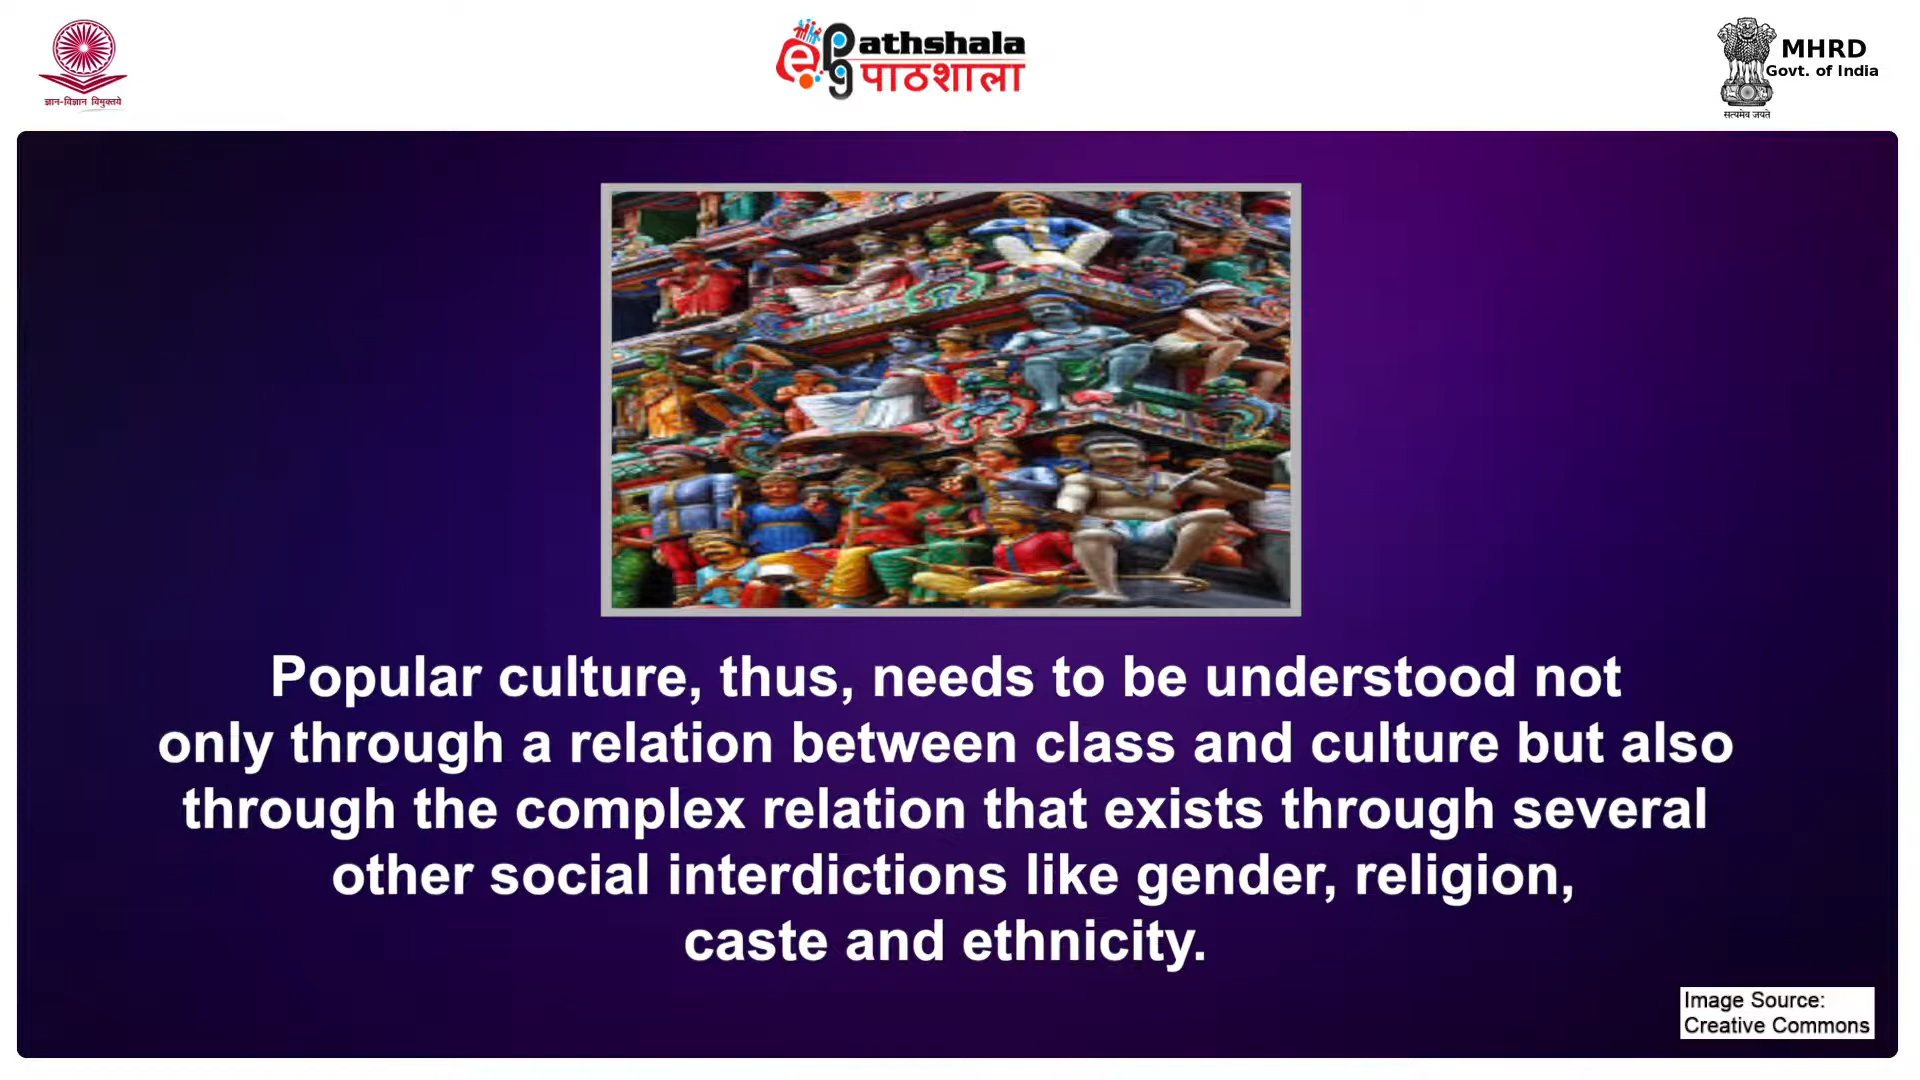 ज्ञान-विज्ञान विमुक्तये
ePG Pathshala
पाठशाला
MHRD
Govt. of India
सत्यमेव जयते
Popular culture, thus, needs to be understood not
only through a relation between class and culture but also
through the complex relation that exists through several
other social interdictions like gender, religion,
caste and ethnicity.
Image Source:
Creative Commons